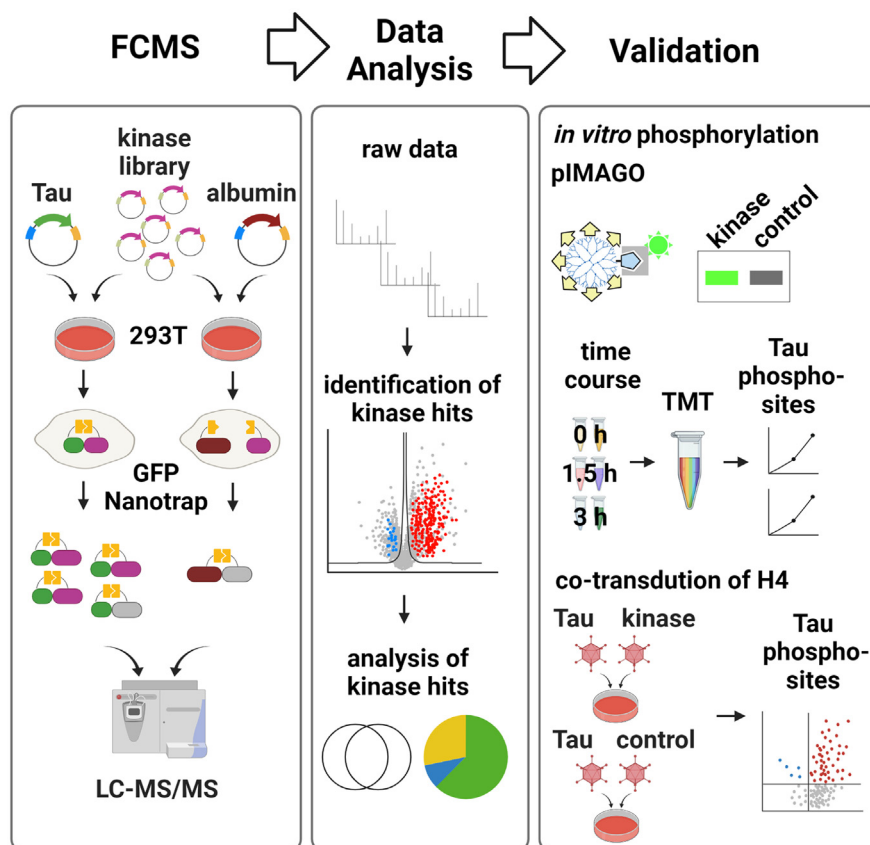 FCMS
Data
Analysis
Validation
kinase
library
Tau
albumin
293T
GFP
Nanotrap
LC-MS/MS
raw data
identification of
kinase hits
analysis of
kinase hits
in vitro phosphorylation
pIMAGO
kinase
control
time
course
0 h
1.5 h
3 h
TMT
Tau
phospho-
sites
co-transdution of H4
Tau kinase
Tau control
Tau
phospho-
sites